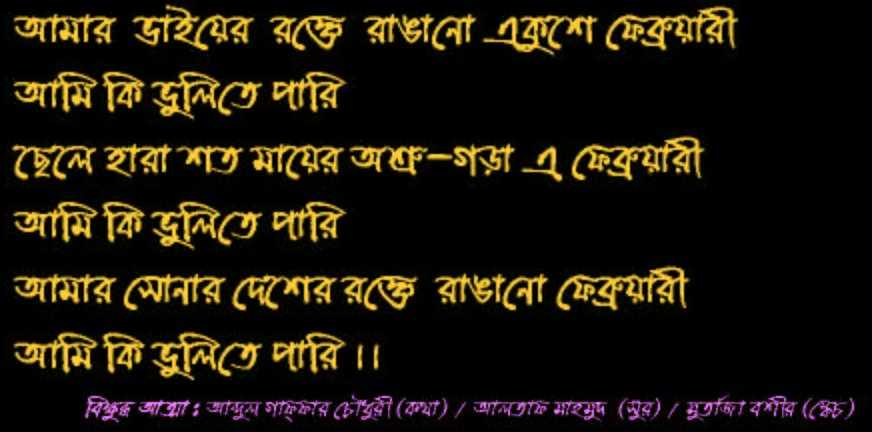 আমার ভাইয়ের রক্তে রাঙানো একুশে ফেব্রুয়ারী
আমি কি ভুলিতে পারি
ছেলে হারা শত মায়ের অশ্রু-গড়া এ ফেব্রুয়ারী
আমি কি ভুলিতে পারি
আমার সোনার দেশের রক্তে রাঙানো ফেব্রুয়ারী
আমি কি ভুলিতে পারি ।।
বিক্ষুব্ধ আত্মা : আব্দুল গাফ্ফার চৌধুরী (কথা) / আলতাফ মাহমুদ (সুর) / মুর্তাজা বশীর (স্কেচ)